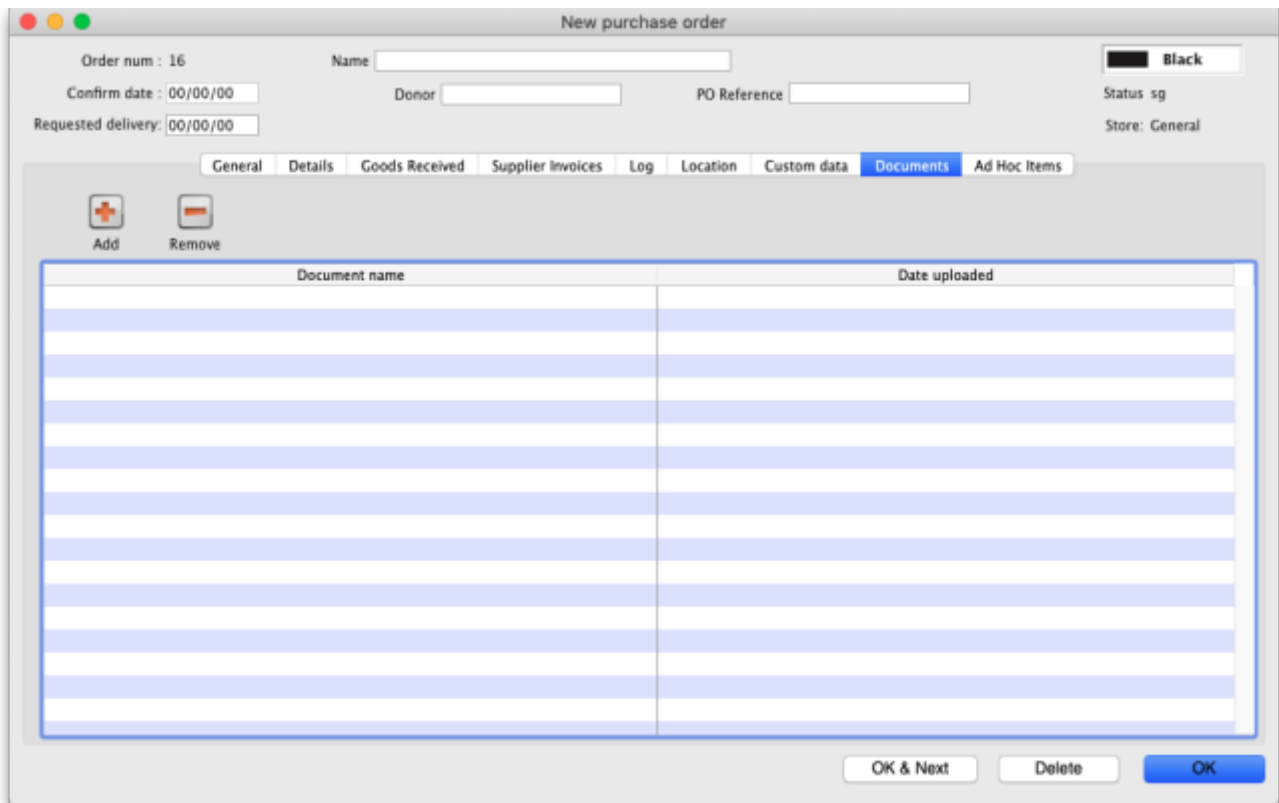 New purchase order
Order num : 16 Name Black
Confirm date : 00/00/00 Donor PO Reference Status sg
Requested delivery: 00/00/00 Store: General
General Details Goods Received Supplier Invoices Log Location Custom data Documents Ad Hoc Items
Add Remove
Document name Date uploaded
OK & Next Delete OK